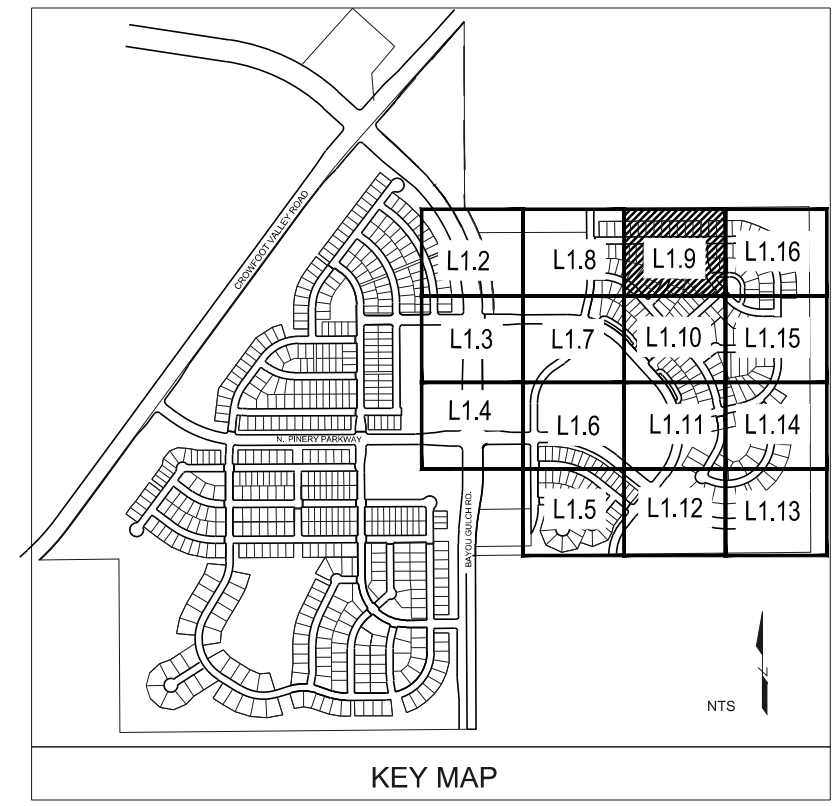 CROWFOOT VALLEY ROAD
L1.2
L1.8
L1.9
L1.16
L1.3
L1.7
L1.10
L1.15
L1.4
L1.6
L1.11
L1.14
N. PINERY PARKWAY
L1.5
L1.12
L1.13
BAYOU GULCH RD.
NTS
N
KEY MAP